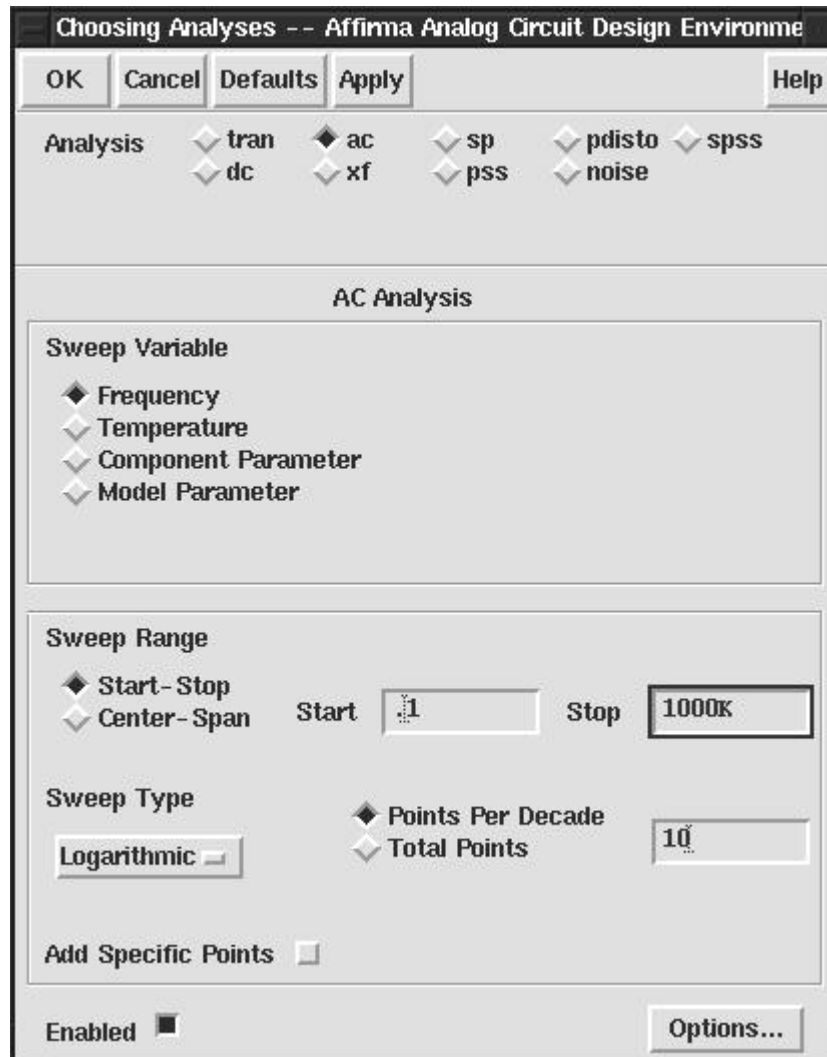 Choosing Analyses -- Affirma Analog Circuit Design Environme
OK Cancel Defaults Apply Help
Analysis tran ac sp pdisto spss
dc xf pss noise
AC Analysis
Sweep Variable
Frequency
Temperature
Component Parameter
Model Parameter
Sweep Range
Start-Stop
Center-Span Start .1 Stop 1000K
Sweep Type
Points Per Decade
Total Points 10
Logarithmic
Add Specific Points
Enabled Options...